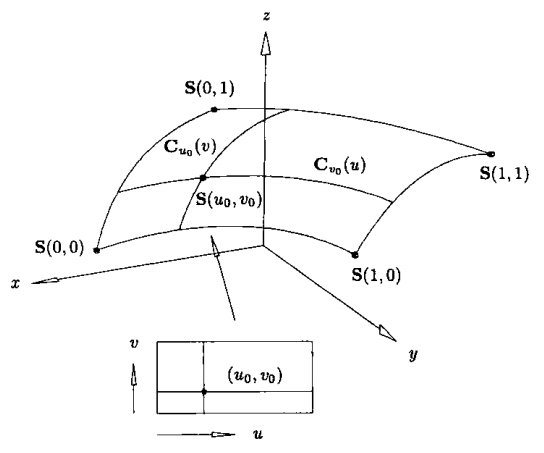 z
S(0, 1)
C_{u_0}(v)
C_{v_0}(u)
S(1, 1)
S(u_0, v_0)
S(0, 0)
S(1, 0)
x
y
v
(u_0, v_0)
u